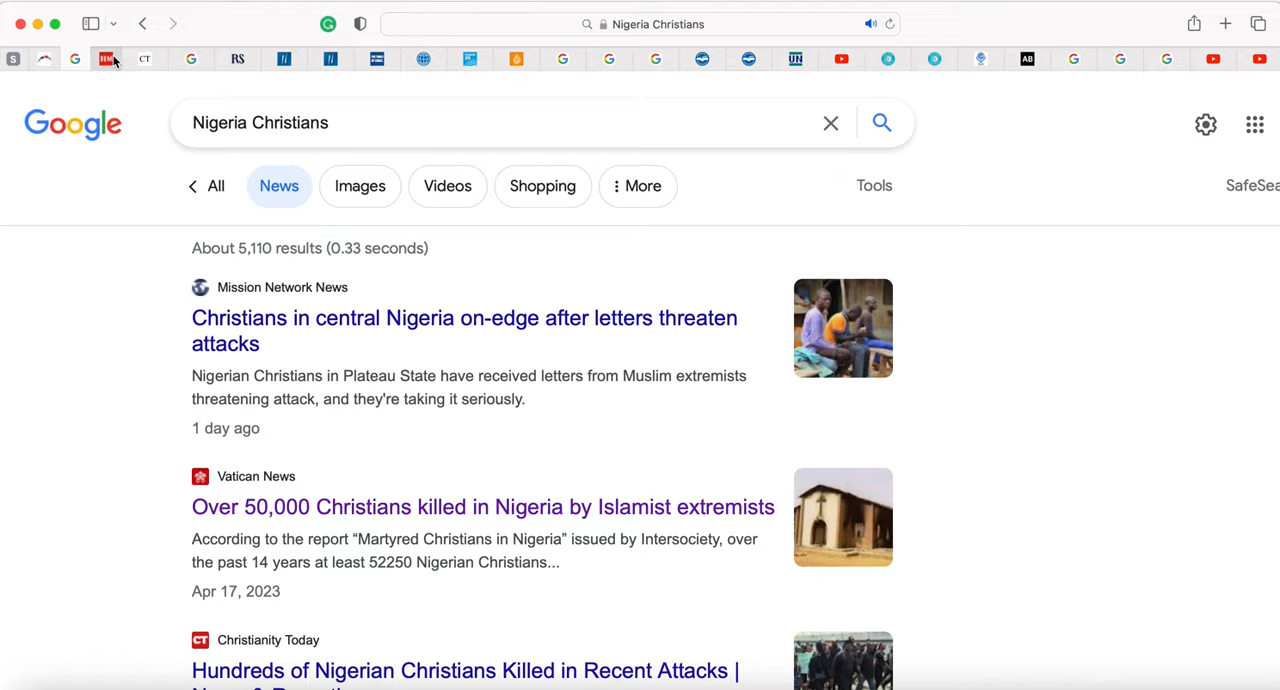 Nigeria Christians
S
G
CT
G
RS
G
G
G
UN
AB
G
G
G
Google
Nigeria Christians
All
News
Images
Videos
Shopping
More
Tools
SafeSea
About 5,110 results (0.33 seconds)
Mission Network News
Christians in central Nigeria on-edge after letters threaten
attacks
Nigerian Christians in Plateau State have received letters from Muslim extremists
threatening attack, and they're taking it seriously.
1 day ago
Vatican News
Over 50,000 Christians killed in Nigeria by Islamist extremists
According to the report “Martyred Christians in Nigeria” issued by Intersociety, over
the past 14 years at least 52250 Nigerian Christians...
Apr 17, 2023
CT Christianity Today
Hundreds of Nigerian Christians Killed in Recent Attacks |